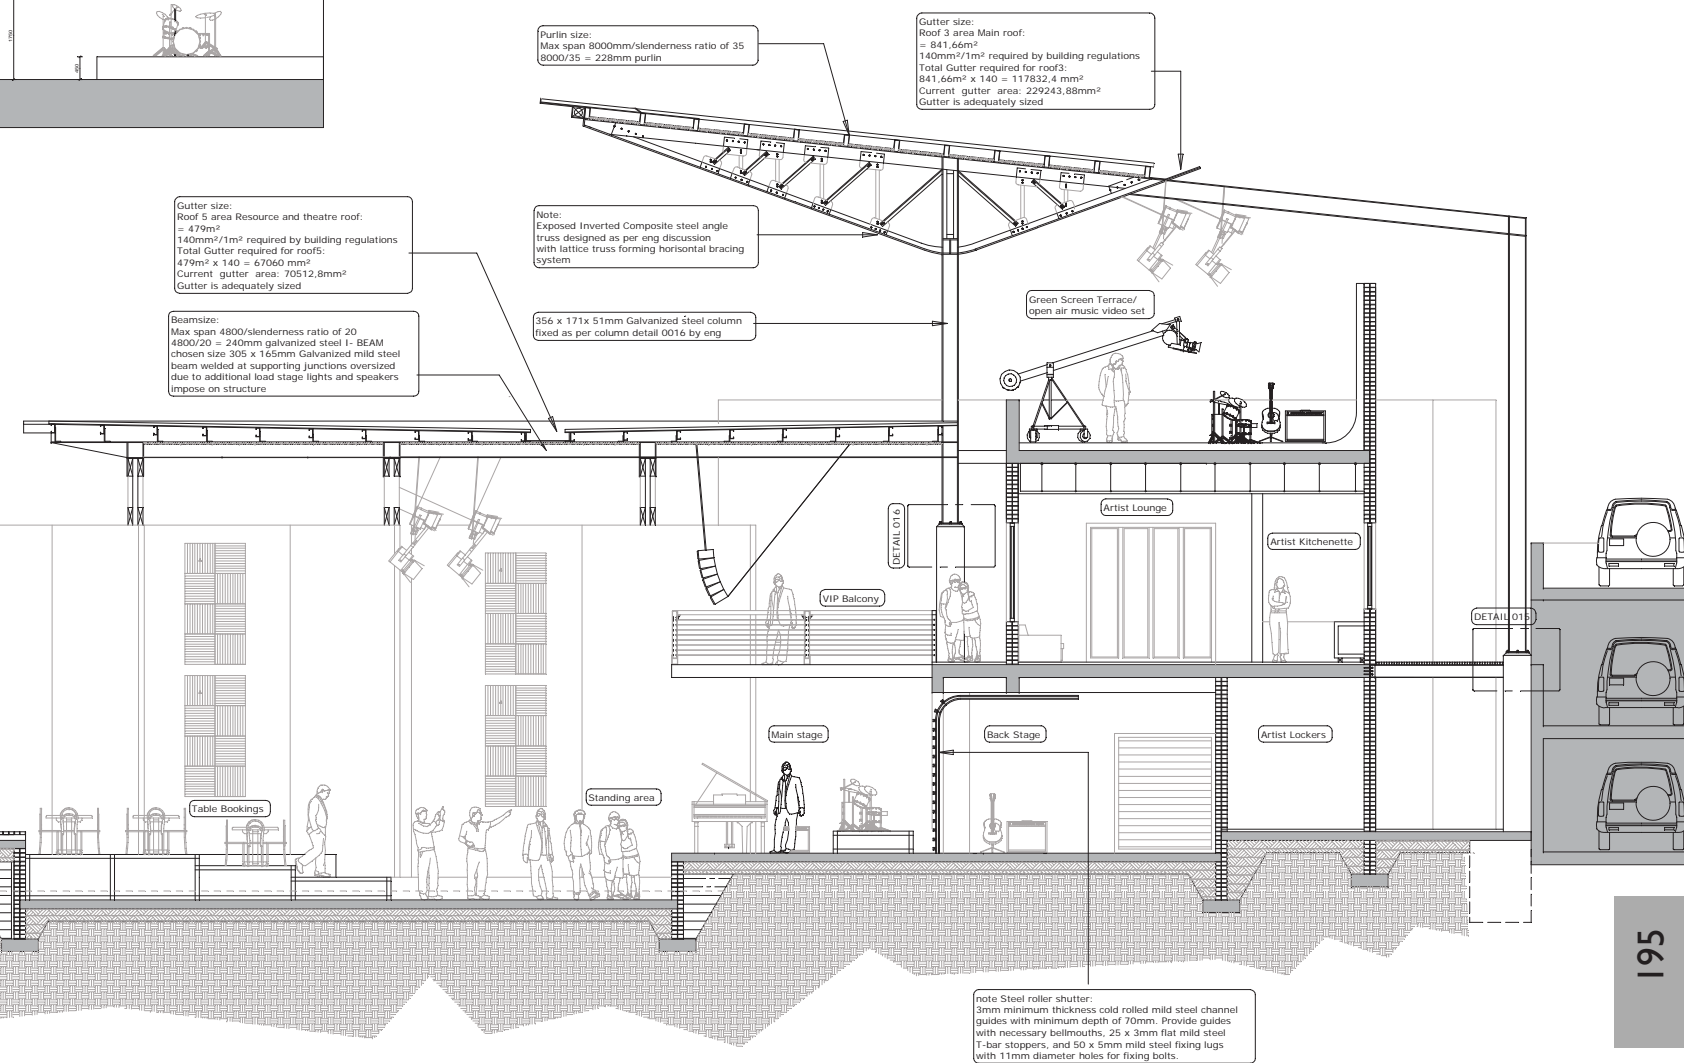 1750
450
Purlin size:
Max span 8000mm/slenderness ratio of 35
8000/35 = 228mm purlin
Gutter size:
Roof 3 area Main roof:
= 841,66m²
140mm²/1m² required by building regulations
Total Gutter required for roof3:
841,66m² x 140 = 117832,4 mm²
Current gutter area: 229243,88mm²
Gutter is adequately sized
Gutter size:
Roof 5 area Resource and theatre roof:
= 479m²
140mm²/1m² required by building regulations
Total Gutter required for roof5:
479m² x 140 = 67060 mm²
Current gutter area: 70512,8mm²
Gutter is adequately sized
Note:
Exposed Inverted Composite steel angle
truss designed as per eng discussion
with lattice truss forming horisontal bracing
system
Beamsize:
Max span 4800/slenderness ratio of 20
4800/20 = 240mm galvanized steel I- BEAM
chosen size 305 x 165mm Galvanized mild steel
beam welded at supporting junctions oversized
due to additional load stage lights and speakers
impose on structure
356 x 171x 51mm Galvanized steel column
fixed as per column detail 0016 by eng
Green Screen Terrace/
open air music video set
DETAIL 016
Artist Lounge
Artist Kitchenette
VIP Balcony
DETAIL 015
Main stage
Back Stage
Artist Lockers
Table Bookings
Standing area
note Steel roller shutter:
3mm minimum thickness cold rolled mild steel channel
guides with minimum depth of 70mm. Provide guides
with necessary bellmouths, 25 x 3mm flat mild steel
T-bar stoppers, and 50 x 5mm mild steel fixing lugs
with 11mm diameter holes for fixing bolts.
195